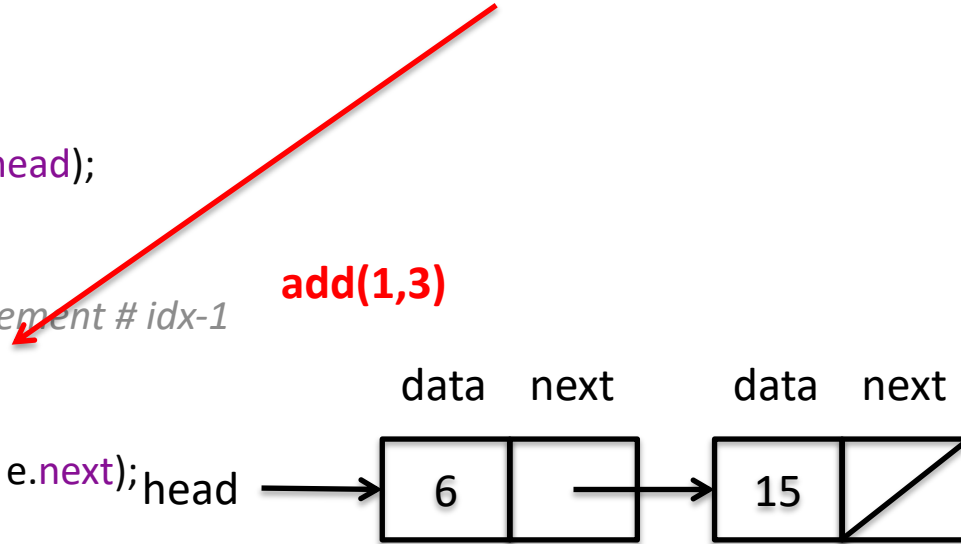 head);
add(1,3)
ement # idx-1
data next data next
e.next);
head 6 15